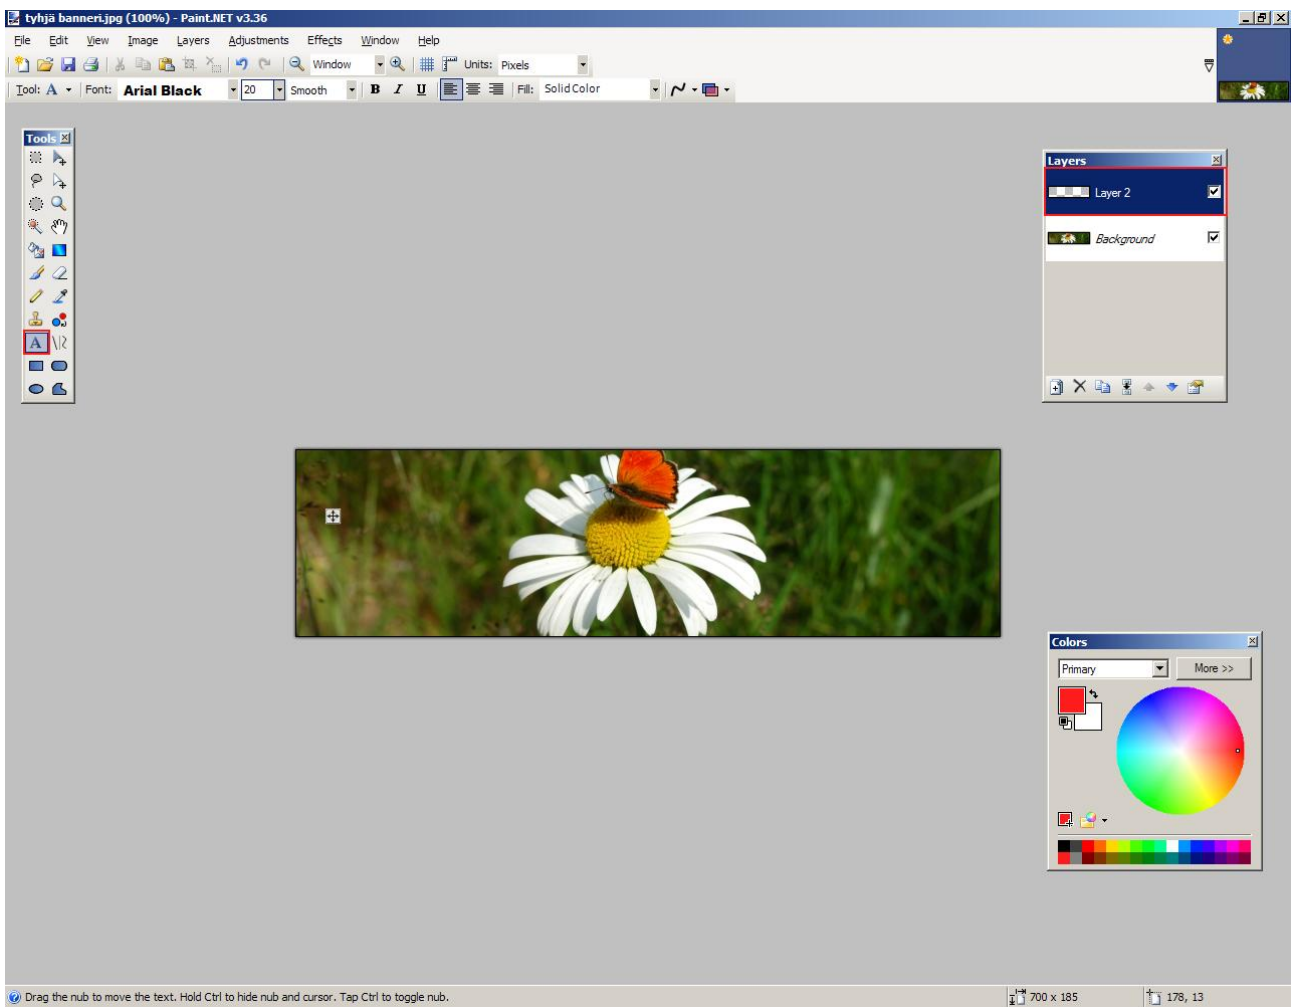 tyhjä banneri.jpg (100%) - Paint.NET v3.36
File Edit View Image Layers Adjustments Effects Window Help
Window Units: Pixels
Tool: A Font: Arial Black 20 Smooth B I U Fill: Solid Color
Tools
A
Layers
Layer 2
Background
Colors
Primary More >>
Drag the nub to move the text. Hold Ctrl to hide nub and cursor. Tap Ctrl to toggle nub. 700 x 185 178, 13